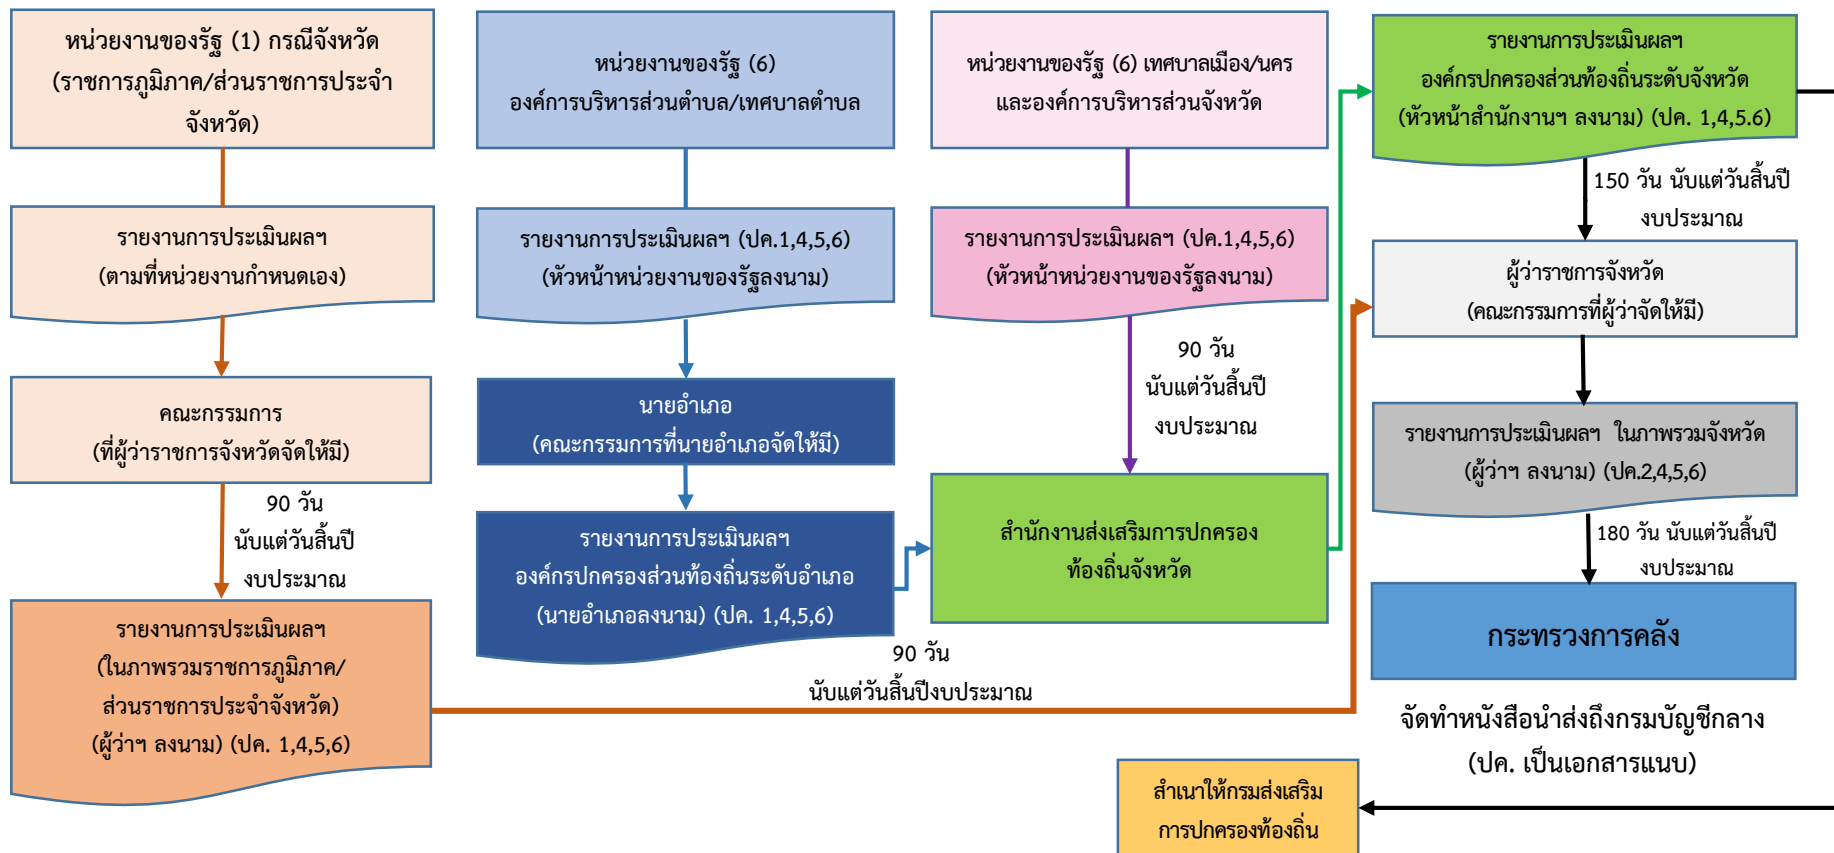 หน่วยงานของรัฐ (1) กรณีจังหวัด
(ราชการภูมิภาค/ส่วนราชการประจำ
จังหวัด)
รายงานการประเมินผลฯ
(ตามที่หน่วยงานกำหนดเอง)
คณะกรรมการ
(ที่ผู้ว่าราชการจังหวัดจัดให้มี)
90 วัน
นับแต่วันสิ้นปี
งบประมาณ
รายงานการประเมินผลฯ
(ในภาพรวมราชการภูมิภาค/
ส่วนราชการประจำจังหวัด)
(ผู้ว่าฯ ลงนาม) (ปค. 1,4,5,6)
หน่วยงานของรัฐ (6)
องค์การบริหารส่วนตำบล/เทศบาลตำบล
รายงานการประเมินผลฯ (ปค.1,4,5,6)
(หัวหน้าหน่วยงานของรัฐลงนาม)
นายอำเภอ
(คณะกรรมการที่นายอำเภอจัดให้มี)
รายงานการประเมินผลฯ
องค์กรปกครองส่วนท้องถิ่นระดับอำเภอ
(นายอำเภอลงนาม) (ปค. 1,4,5,6)
90 วัน
นับแต่วันสิ้นปีงบประมาณ
หน่วยงานของรัฐ (6) เทศบาลเมือง/นคร
และองค์การบริหารส่วนจังหวัด
รายงานการประเมินผลฯ (ปค.1,4,5,6)
(หัวหน้าหน่วยงานของรัฐลงนาม)
90 วัน
นับแต่วันสิ้นปี
งบประมาณ
สำนักงานส่งเสริมการปกครอง
ท้องถิ่นจังหวัด
รายงานการประเมินผลฯ
องค์กรปกครองส่วนท้องถิ่นระดับจังหวัด
(หัวหน้าสำนักงานฯ ลงนาม) (ปค. 1,4,5.6)
150 วัน นับแต่วันสิ้นปี
งบประมาณ
ผู้ว่าราชการจังหวัด
(คณะกรรมการที่ผู้ว่าจัดให้มี)
รายงานการประเมินผลฯ ในภาพรวมจังหวัด
(ผู้ว่าฯ ลงนาม) (ปค.2,4,5,6)
180 วัน นับแต่วันสิ้นปี
งบประมาณ
กระทรวงการคลัง
จัดทำหนังสือนำส่งถึงกรมบัญชีกลาง
(ปค. เป็นเอกสารแนบ)
สำเนาให้กรมส่งเสริม
การปกครองท้องถิ่น